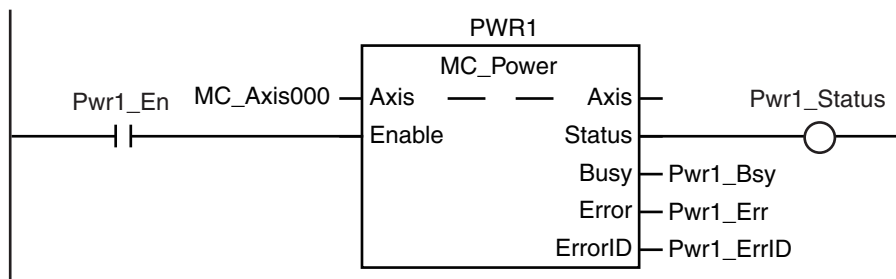 PWR1
MC_Power
Pwr1_En
MC_Axis000
Axis
Axis
Pwr1_Status
Enable
Status
Busy
Pwr1_Bsy
Error
Pwr1_Err
ErrorID
Pwr1_ErrID